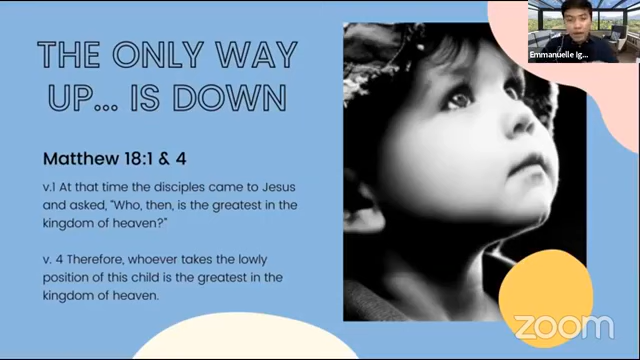 THE ONLY WAY
UP... IS DOWN
Matthew 18:1 & 4
v.1 At that time the disciples came to Jesus
and asked, “Who, then, is the greatest in the
kingdom of heaven?”
v. 4 Therefore, whoever takes the lowly
position of this child is the greatest in the
kingdom of heaven.
Emmanuelle Ig...
zoom